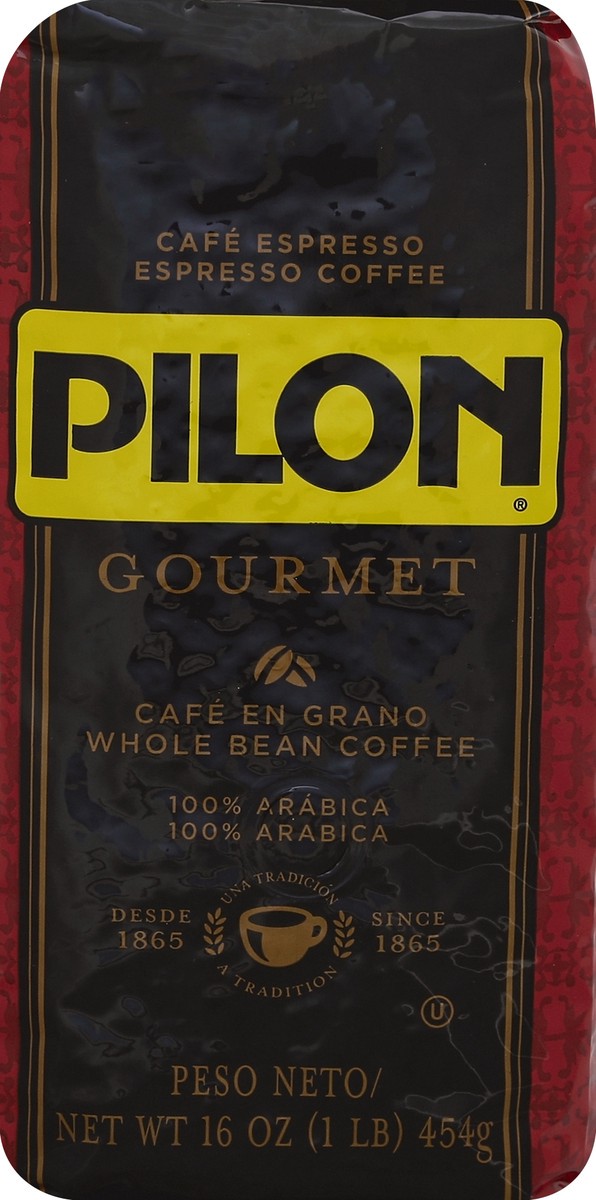 CAFÉ ESPRESSO
ESPRESSO COFFEE
PILON
®
GOURMET
CAFÉ EN GRANO
WHOLE BEAN COFFEE
100% ARÁBICA
100% ARABICA
UNA TRADICIÓN
DESDE
1865
SINCE
1865
A TRADITION
U
PESO NETO/
NET WT 16 OZ (1 LB) 454g